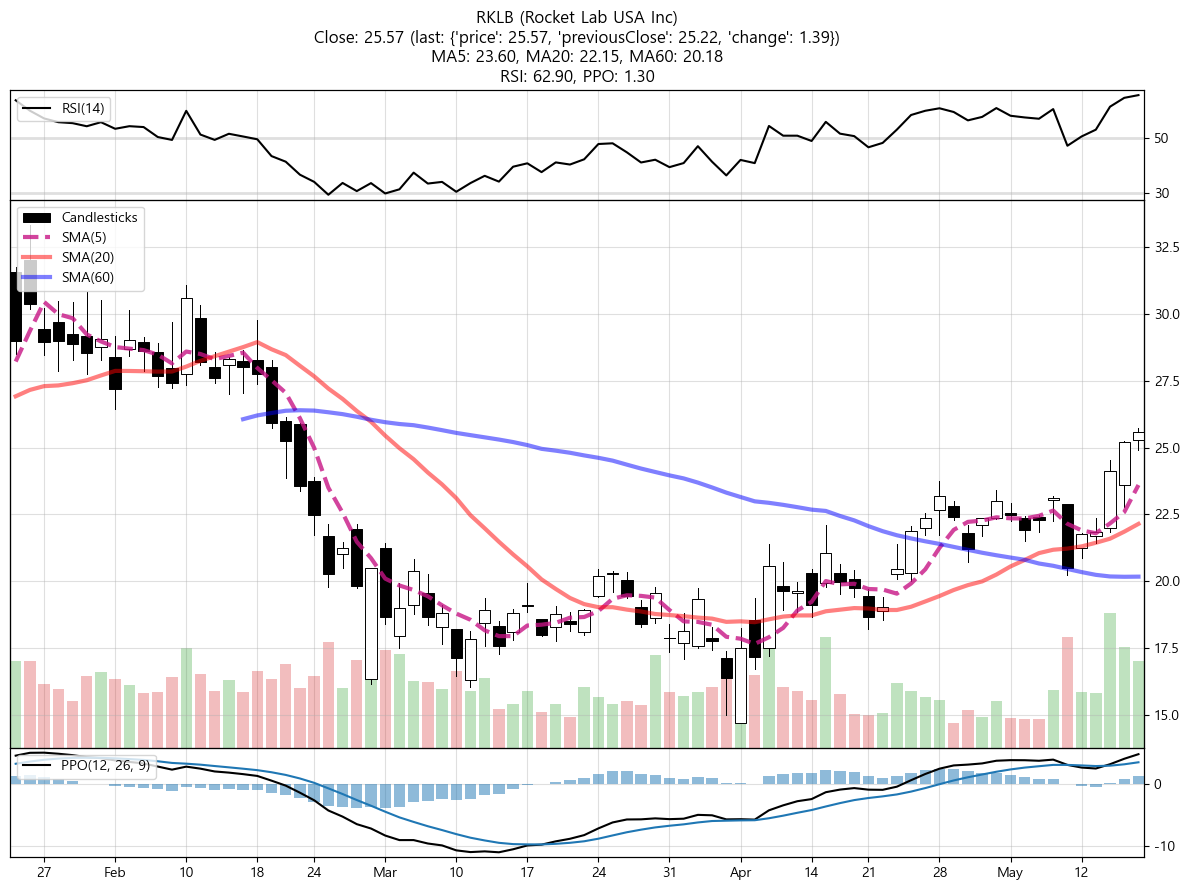 RKLB (Rocket Lab USA Inc)
Close: 25.57 (last: {'price': 25.57, 'previousClose': 25.22, 'change': 1.39})
MA5: 23.60, MA20: 22.15, MA60: 20.18
RSI: 62.90, PPO: 1.30
RSI(14)
50
30
Candlesticks
SMA(5)
SMA(20)
SMA(60)
32.5
30.0
27.5
25.0
22.5
20.0
17.5
15.0
PPO(12, 26, 9)
0
-10
27 Feb 10 18 24 Mar 10 17 24 31 Apr 14 21 28 May 12